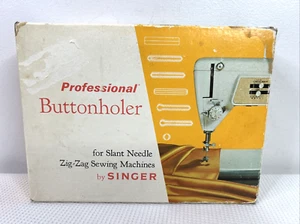 Professional
Buttonholer
for Slant Needle
Zig-Zag Sewing Machines
by SINGER